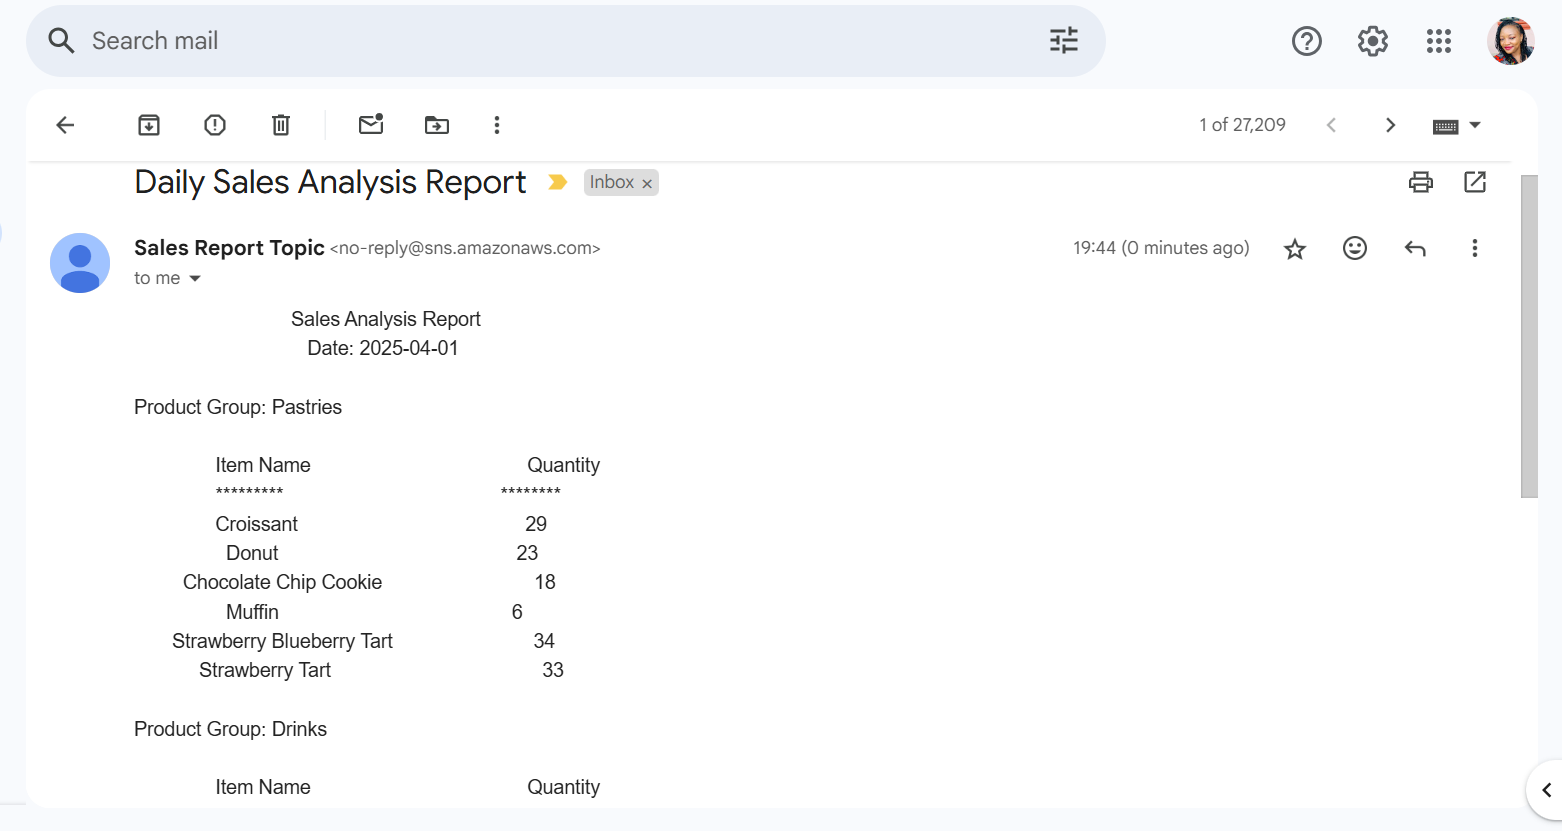 Search mail
1 of 27,209
Daily Sales Analysis Report Inbox ×
Sales Report Topic <no-reply@sns.amazonaws.com> 19:44 (0 minutes ago)
to me
Sales Analysis Report
Date: 2025-04-01
Product Group: Pastries
Item Name Quantity
********* ********
Croissant 29
Donut 23
Chocolate Chip Cookie 18
Muffin 6
Strawberry Blueberry Tart 34
Strawberry Tart 33
Product Group: Drinks
Item Name Quantity